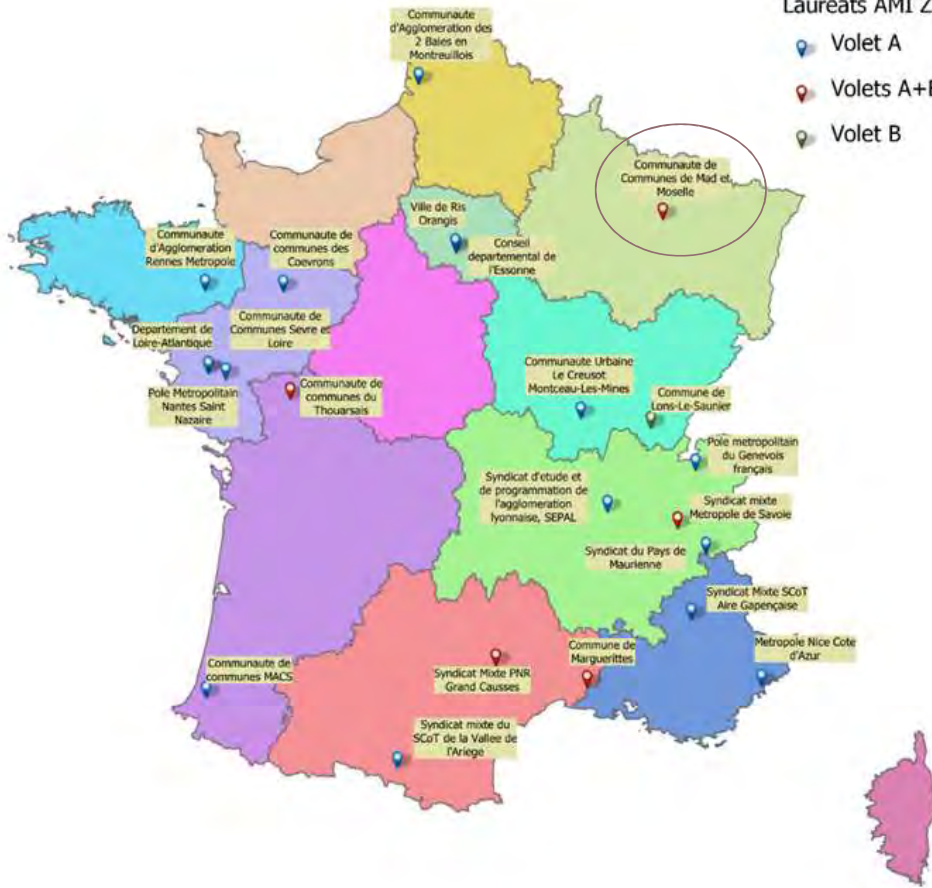 Laureats AMI Z
Volet A
Volets A+B
Volet B
Communaute
d'Agglomeration des
2 Baies en
Montreuillois
Communaute de
Communes de Mad et
Moselle
Ville de Ris
Orangis
Conseil
departemental de
l'Essonne
Communaute
d'Agglomeration
Rennes Metropole
Communaute de
communes des
Coevrons
Departement de
Loire-Atlantique
Communaute de
Communes Sevre et
Loire
Pole Metropolitain
Nantes Saint
Nazaire
Communaute de
communes du
Thouarsais
Communaute Urbaine
Le Creusot
Montceau-Les-Mines
Commune de
Lons-Le-Saunier
Pole metropolitain
du Genevois
français
Syndicat d'etude et
de programmation de
l'agglomeration
lyonnaise, SEPAL
Syndicat mixte
Metropole de Savoie
Syndicat du Pays de
Maurienne
Syndicat Mixte SCoT
Aire Gapençaise
Metropole Nice Cote
d'Azur
Commune de
Marguerittes
Syndicat Mixte PNR
Grand Causses
Communaute de
communes MACS
Syndicat mixte du
SCoT de la Vallee de
l'Ariege